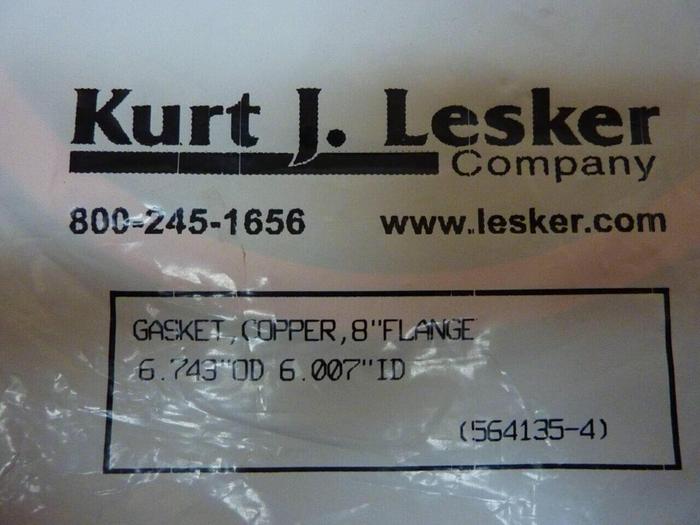 Kurt J. Lesker
Company
800-245-1656 www.lesker.com
GASKET,COPPER,8"FLANGE
6.743"OD 6.007"ID
(564135-4)